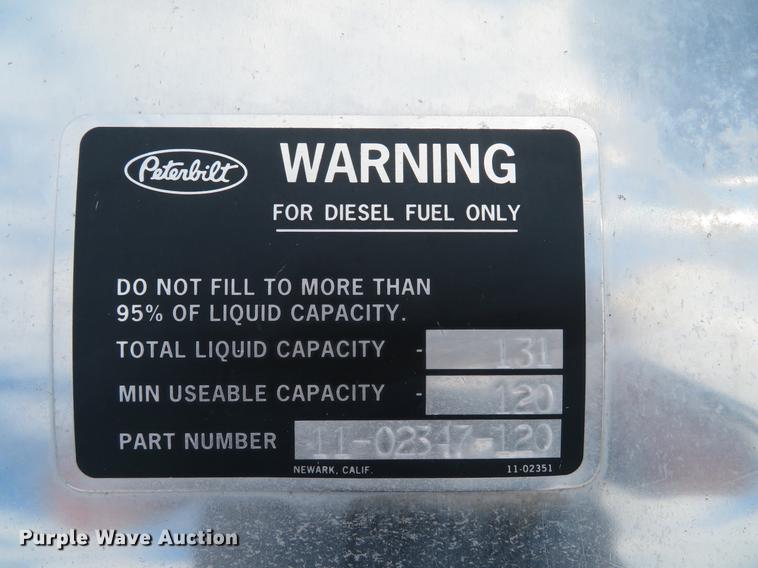 Peterbilt WARNING
FOR DIESEL FUEL ONLY
DO NOT FILL TO MORE THAN
95% OF LIQUID CAPACITY.
TOTAL LIQUID CAPACITY - 131
MIN USEABLE CAPACITY - 120
PART NUMBER 11-02347-120
NEWARK, CALIF. 11-02351
Purple Wave Auction